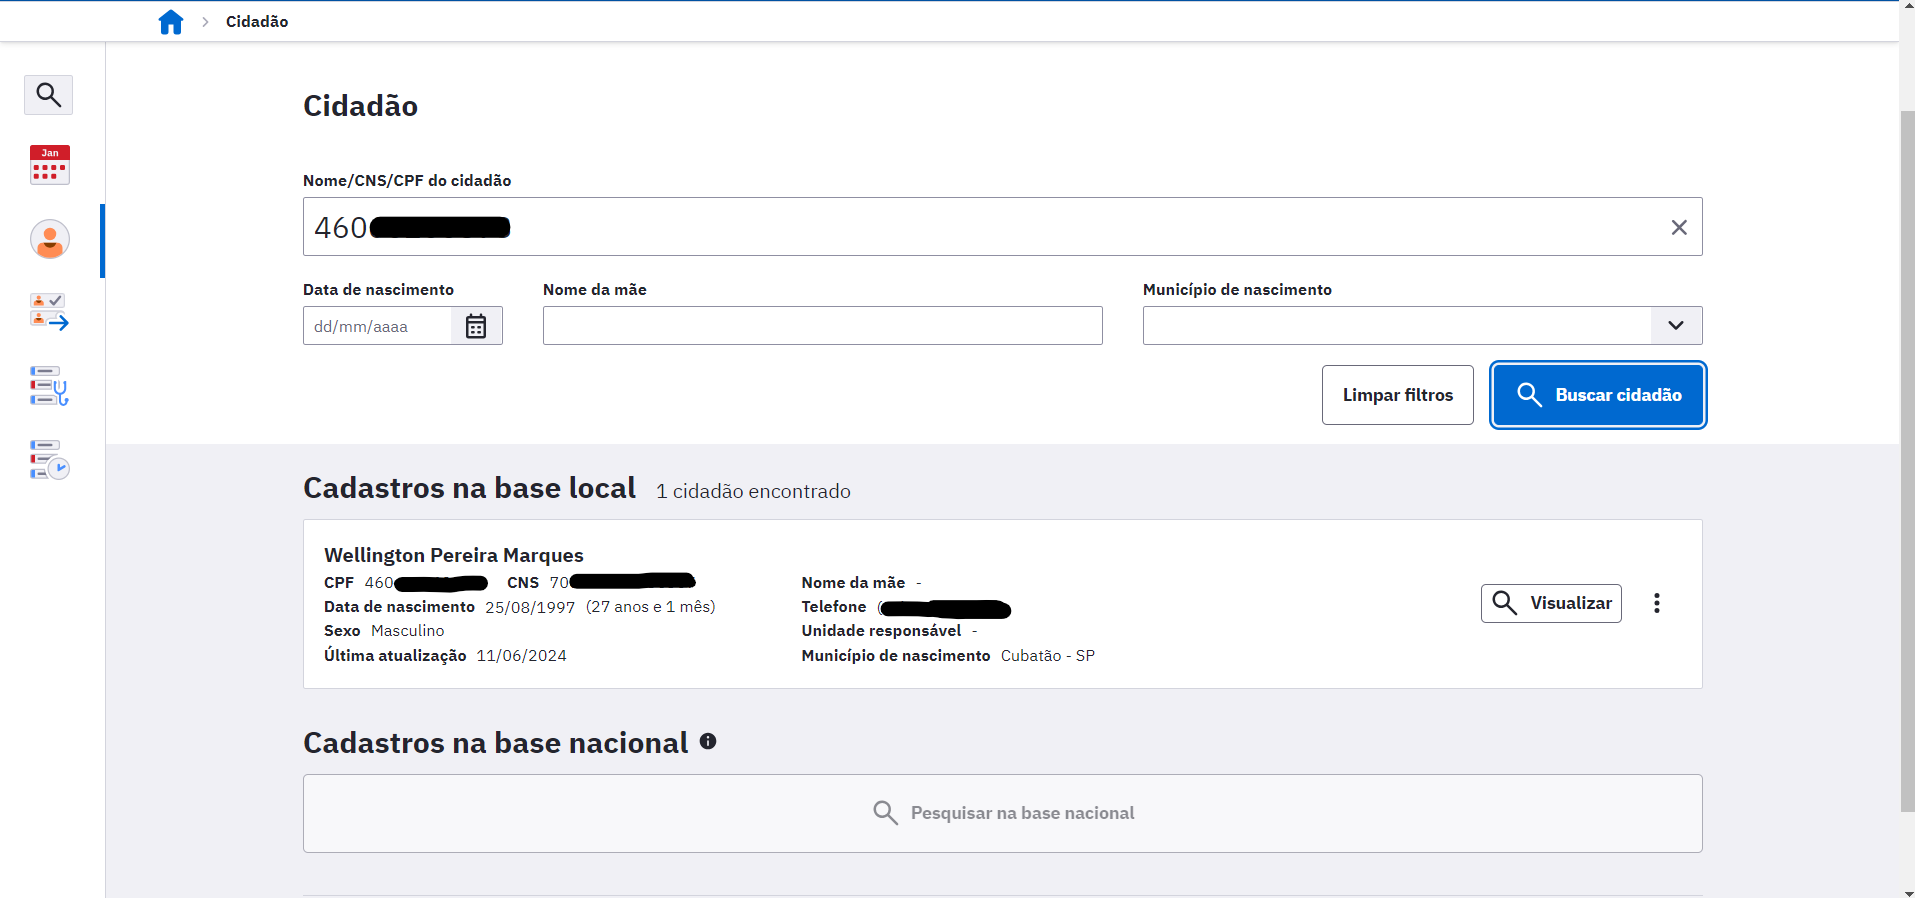 Cidadão
Jan
Cidadão
Nome/CNS/CPF do cidadão
460
Data de nascimento Nome da mãe Município de nascimento
dd/mm/aaaa
Limpar filtros Buscar cidadão
Cadastros na base local 1 cidadão encontrado
Wellington Pereira Marques
CPF 460 CNS 70 Nome da mãe -
Data de nascimento 25/08/1997 (27 anos e 1 mês) Telefone (
Visualizar
Sexo Masculino Unidade responsável -
Última atualização 11/06/2024 Município de nascimento Cubatão - SP
Cadastros na base nacional
Pesquisar na base nacional